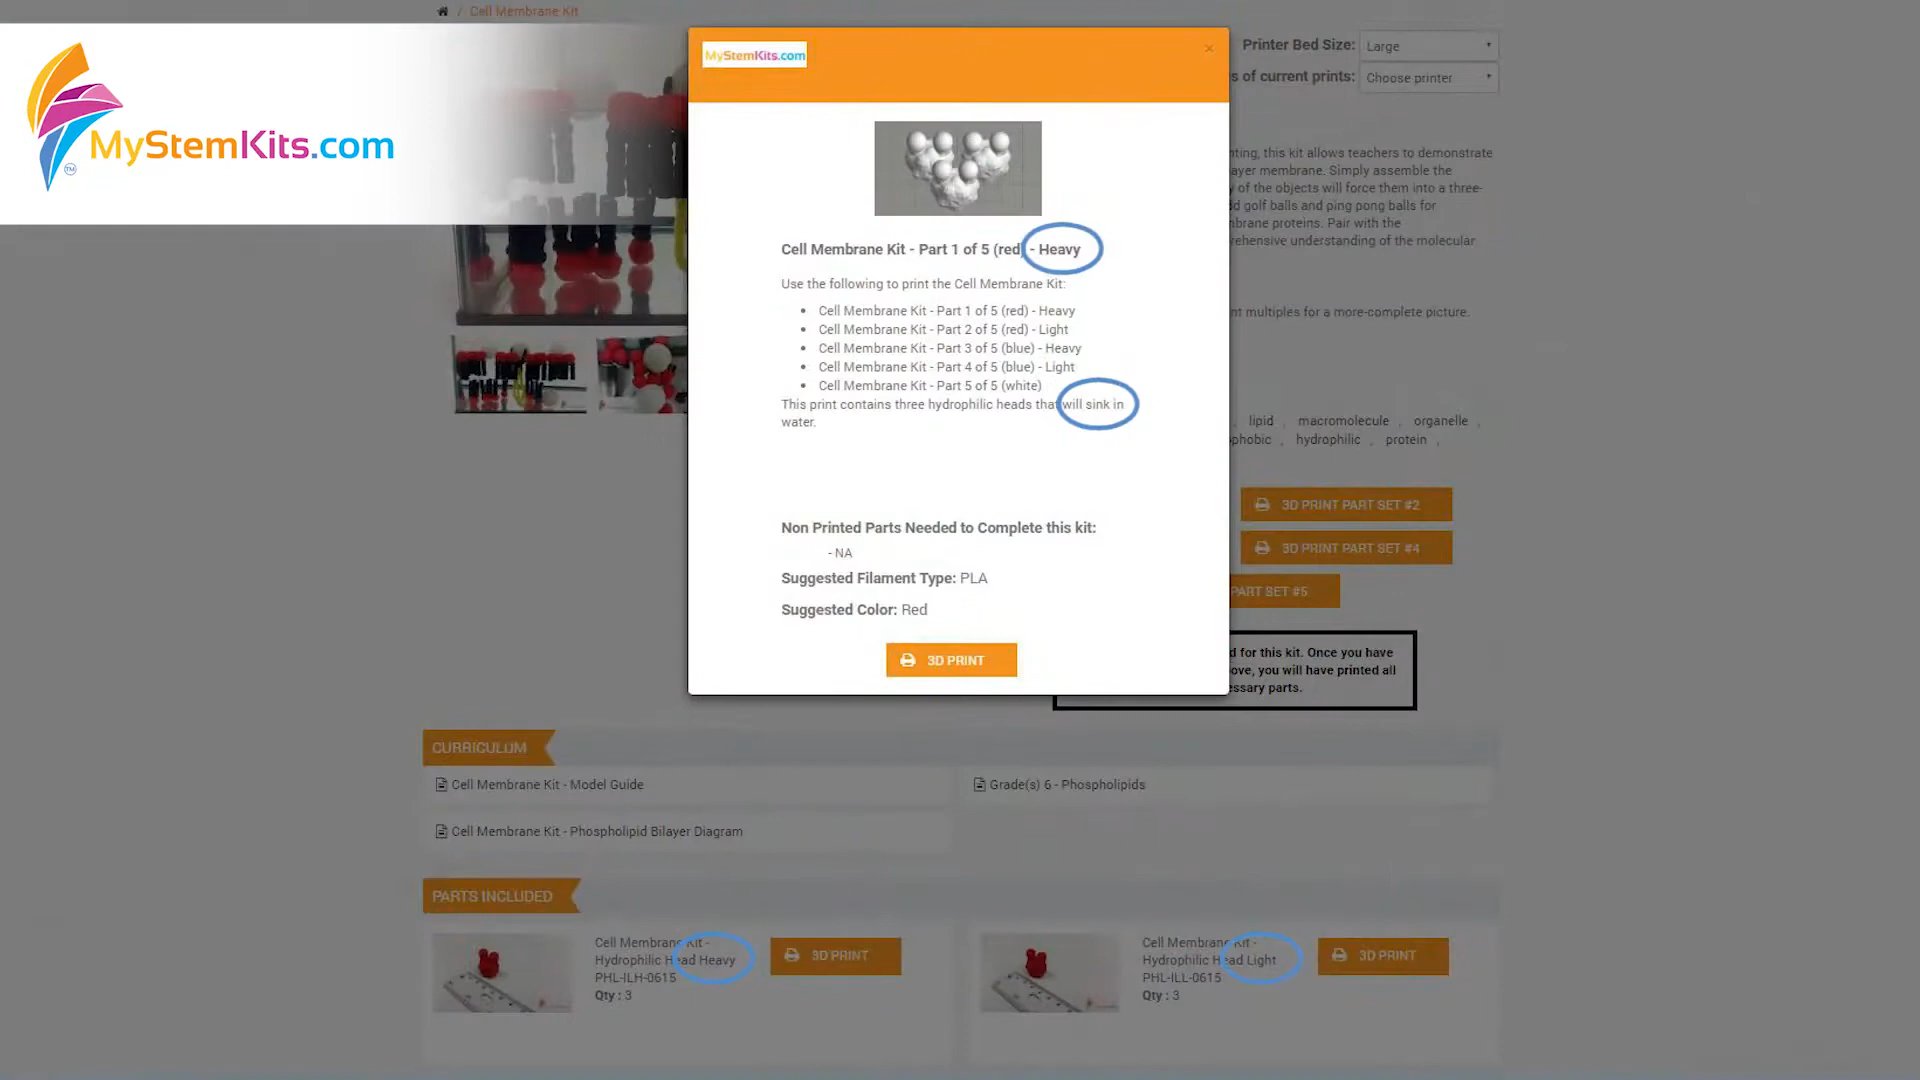 / Cell Membrane Kit
MyStemKits.com
TM
MyStemKits.com
×
Printer Bed Size:
Large
s of current prints:
Choose printer
nting, this kit allows teachers to demonstrate
ayer membrane. Simply assemble the
y of the objects will force them into a three-
dd golf balls and ping pong balls for
mbrane proteins. Pair with the
rehensive understanding of the molecular
nt multiples for a more-complete picture.
lipid , macromolecule , organelle ,
phobic , hydrophilic , protein ,
Cell Membrane Kit - Part 1 of 5 (red) - Heavy
Use the following to print the Cell Membrane Kit:
• Cell Membrane Kit - Part 1 of 5 (red) - Heavy
• Cell Membrane Kit - Part 2 of 5 (red) - Light
• Cell Membrane Kit - Part 3 of 5 (blue) - Heavy
• Cell Membrane Kit - Part 4 of 5 (blue) - Light
• Cell Membrane Kit - Part 5 of 5 (white)
This print contains three hydrophilic heads that will sink in
water.
Non Printed Parts Needed to Complete this kit:
- NA
Suggested Filament Type: PLA
Suggested Color: Red
3D PRINT
3D PRINT PART SET #2
3D PRINT PART SET #4
PART SET #5
d for this kit. Once you have
ove, you will have printed all
ssary parts.
CURRICULUM
Cell Membrane Kit - Model Guide
Grade(s) 6 - Phospholipids
Cell Membrane Kit - Phospholipid Bilayer Diagram
PARTS INCLUDED
Cell Membrane Kit -
Hydrophilic Head Heavy
PHL-ILH-0615
Qty : 3
3D PRINT
Cell Membrane Kit -
Hydrophilic Head Light
PHL-ILL-0615
Qty : 3
3D PRINT